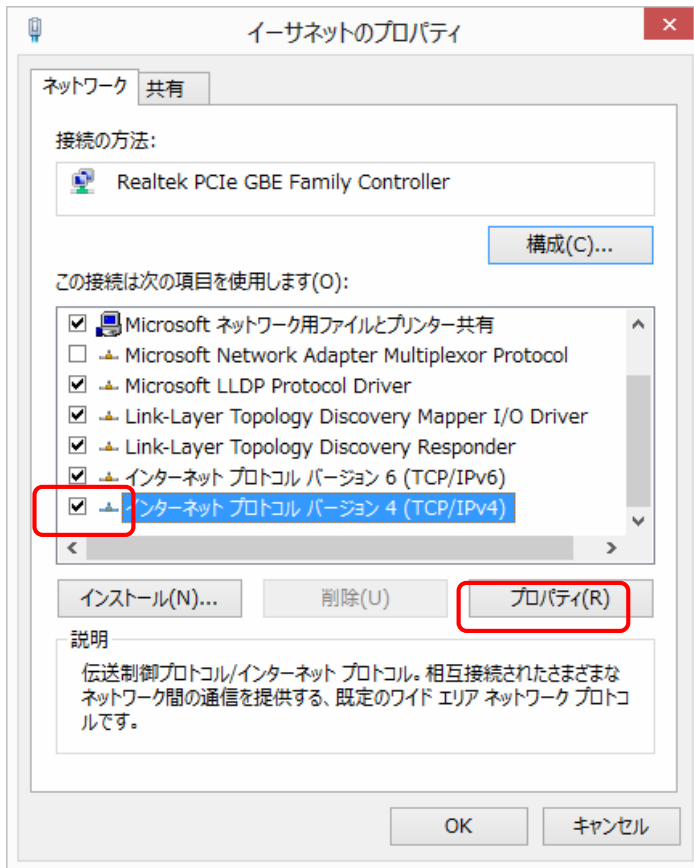 イーサネットのプロパティ
ネットワーク 共有
接続の方法:
Realtek PCIe GBE Family Controller
構成(C)...
この接続は次の項目を使用します(O):
Microsoft ネットワーク用ファイルとプリンター共有
Microsoft Network Adapter Multiplexor Protocol
Microsoft LLDP Protocol Driver
Link-Layer Topology Discovery Mapper I/O Driver
Link-Layer Topology Discovery Responder
インターネット プロトコル バージョン 6 (TCP/IPv6)
インターネット プロトコル バージョン 4 (TCP/IPv4)
インストール(N)... 削除(U) プロパティ(R)
説明
伝送制御プロトコル/インターネット プロトコル。相互接続されたさまざまな
ネットワーク間の通信を提供する、既定のワイド エリア ネットワーク プロトコ
ルです。
OK キャンセル